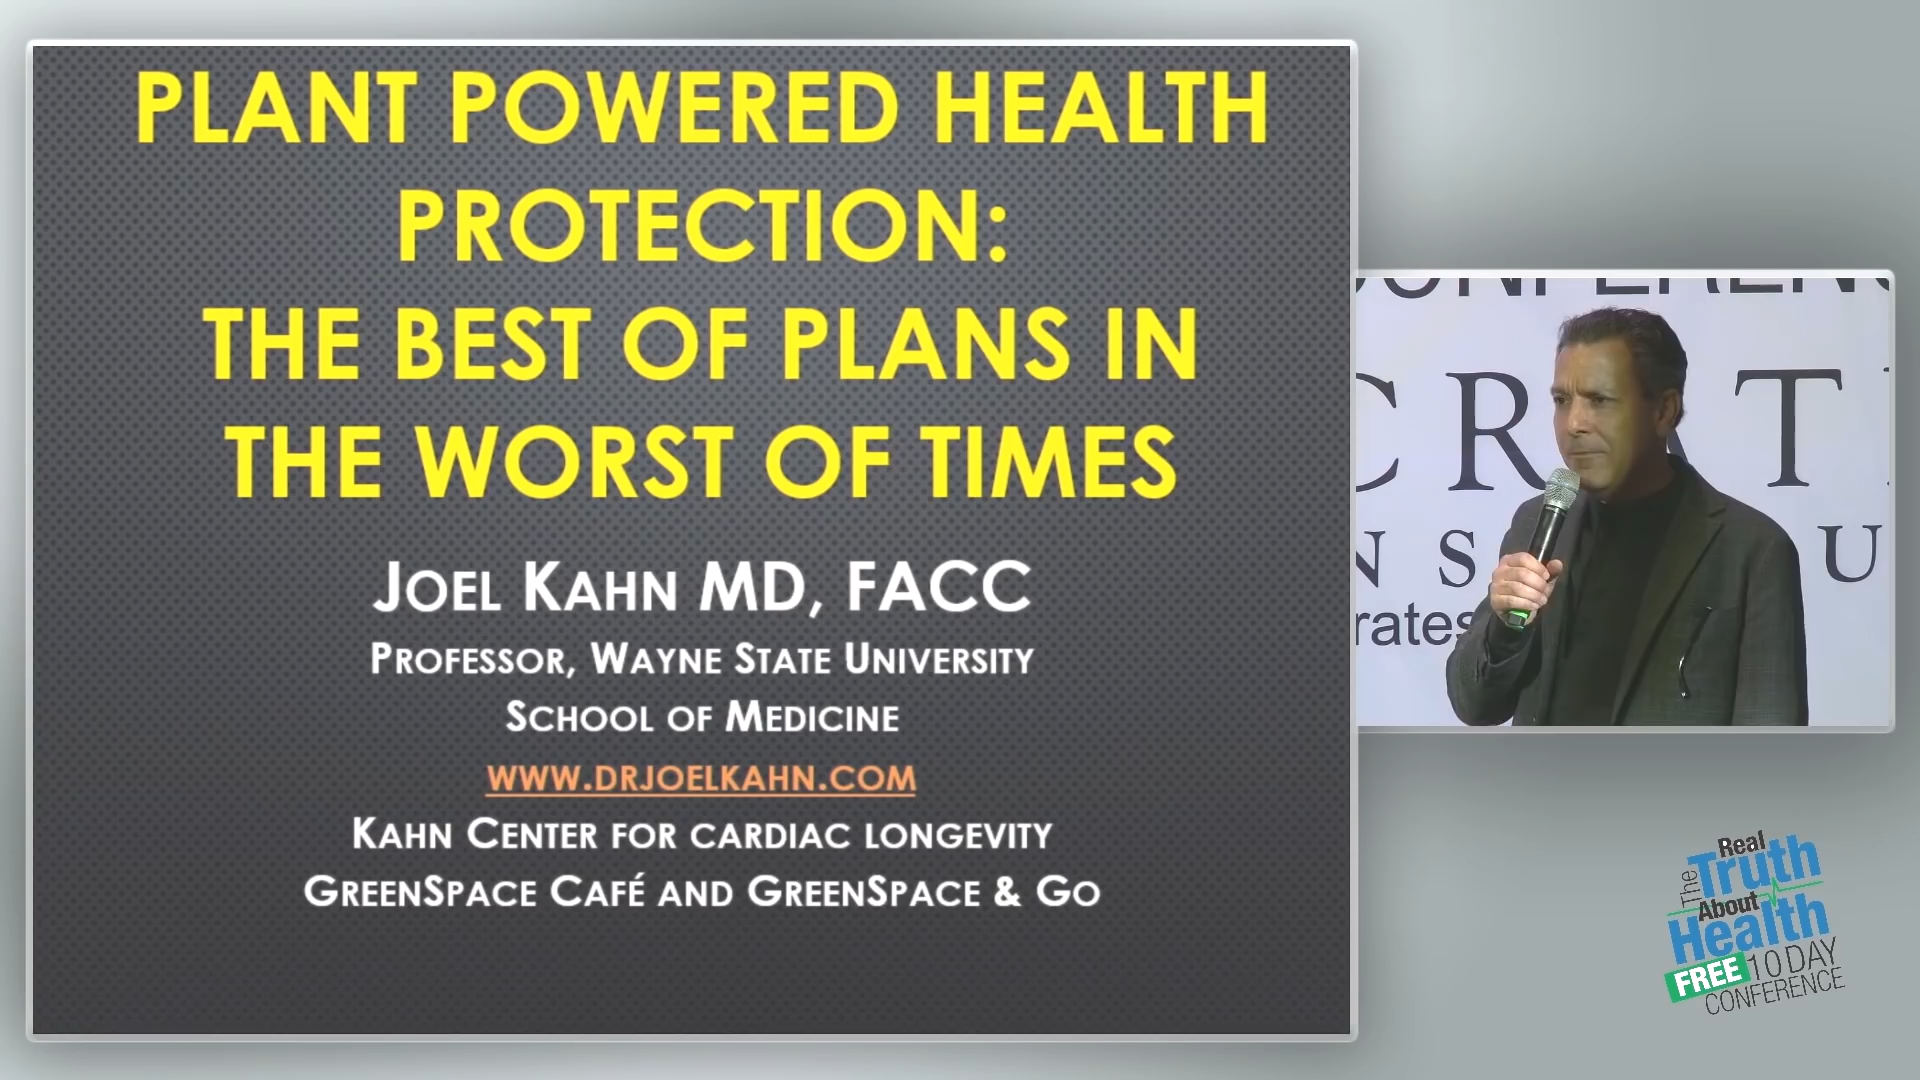 PLANT POWERED HEALTH
PROTECTION:
THE BEST OF PLANS IN
THE WORST OF TIMES
JOEL KAHN MD, FACC
PROFESSOR, WAYNE STATE UNIVERSITY
SCHOOL OF MEDICINE
WWW.DRJOELKAHN.COM
KAHN CENTER FOR CARDIAC LONGEVITY
GREENSPACE CAFÉ AND GREENSPACE & GO
CRAT
N S U
rates
The Real
Truth
About
Health
FREE 10 DAY
CONFERENCE